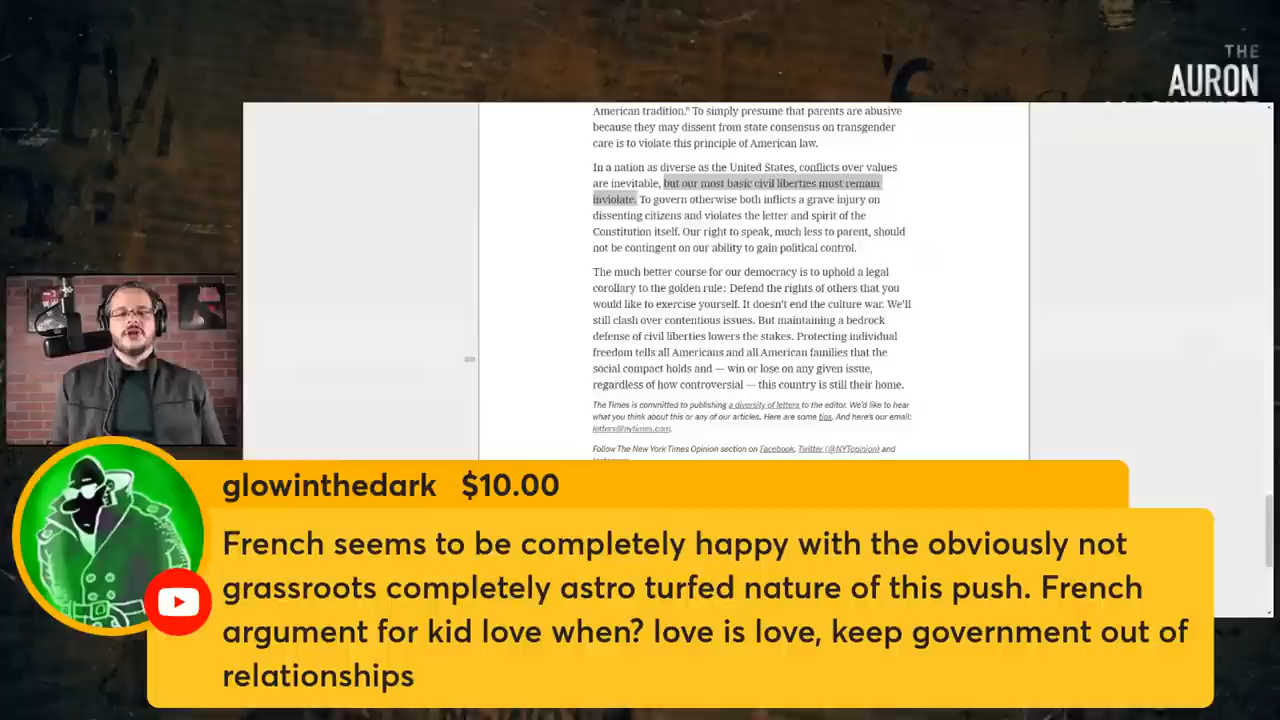 THE
AURON
American tradition." To simply presume that parents are abusive
because they may dissent from state consensus on transgender
care is to violate this principle of American law.
In a nation as diverse as the United States, conflicts over values
are inevitable, but our most basic civil liberties must remain
inviolate. To govern otherwise both inflicts a grave injury on
dissenting citizens and violates the letter and spirit of the
Constitution itself. Our right to speak, much less to parent, should
not be contingent on our ability to gain political control.
The much better course for our democracy is to uphold a legal
corollary to the golden rule: Defend the rights of others that you
would like to exercise yourself. It doesn't end the culture war. We'll
still clash over contentious issues. But maintaining a bedrock
defense of civil liberties lowers the stakes. Protecting individual
freedom tells all Americans and all American families that the
social compact holds and — win or lose on any given issue,
regardless of how controversial — this country is still their home.
The Times is committed to publishing a diversity of letters to the editor. We'd like to hear
what you think about this or any of our articles. Here are some tips. And here's our email:
letters@nytimes.com.
Follow The New York Times Opinion section on Facebook, Twitter (@NYTopinion) and
glowinthedark $10.00
French seems to be completely happy with the obviously not
grassroots completely astro turfed nature of this push. French
argument for kid love when? love is love, keep government out of
relationships